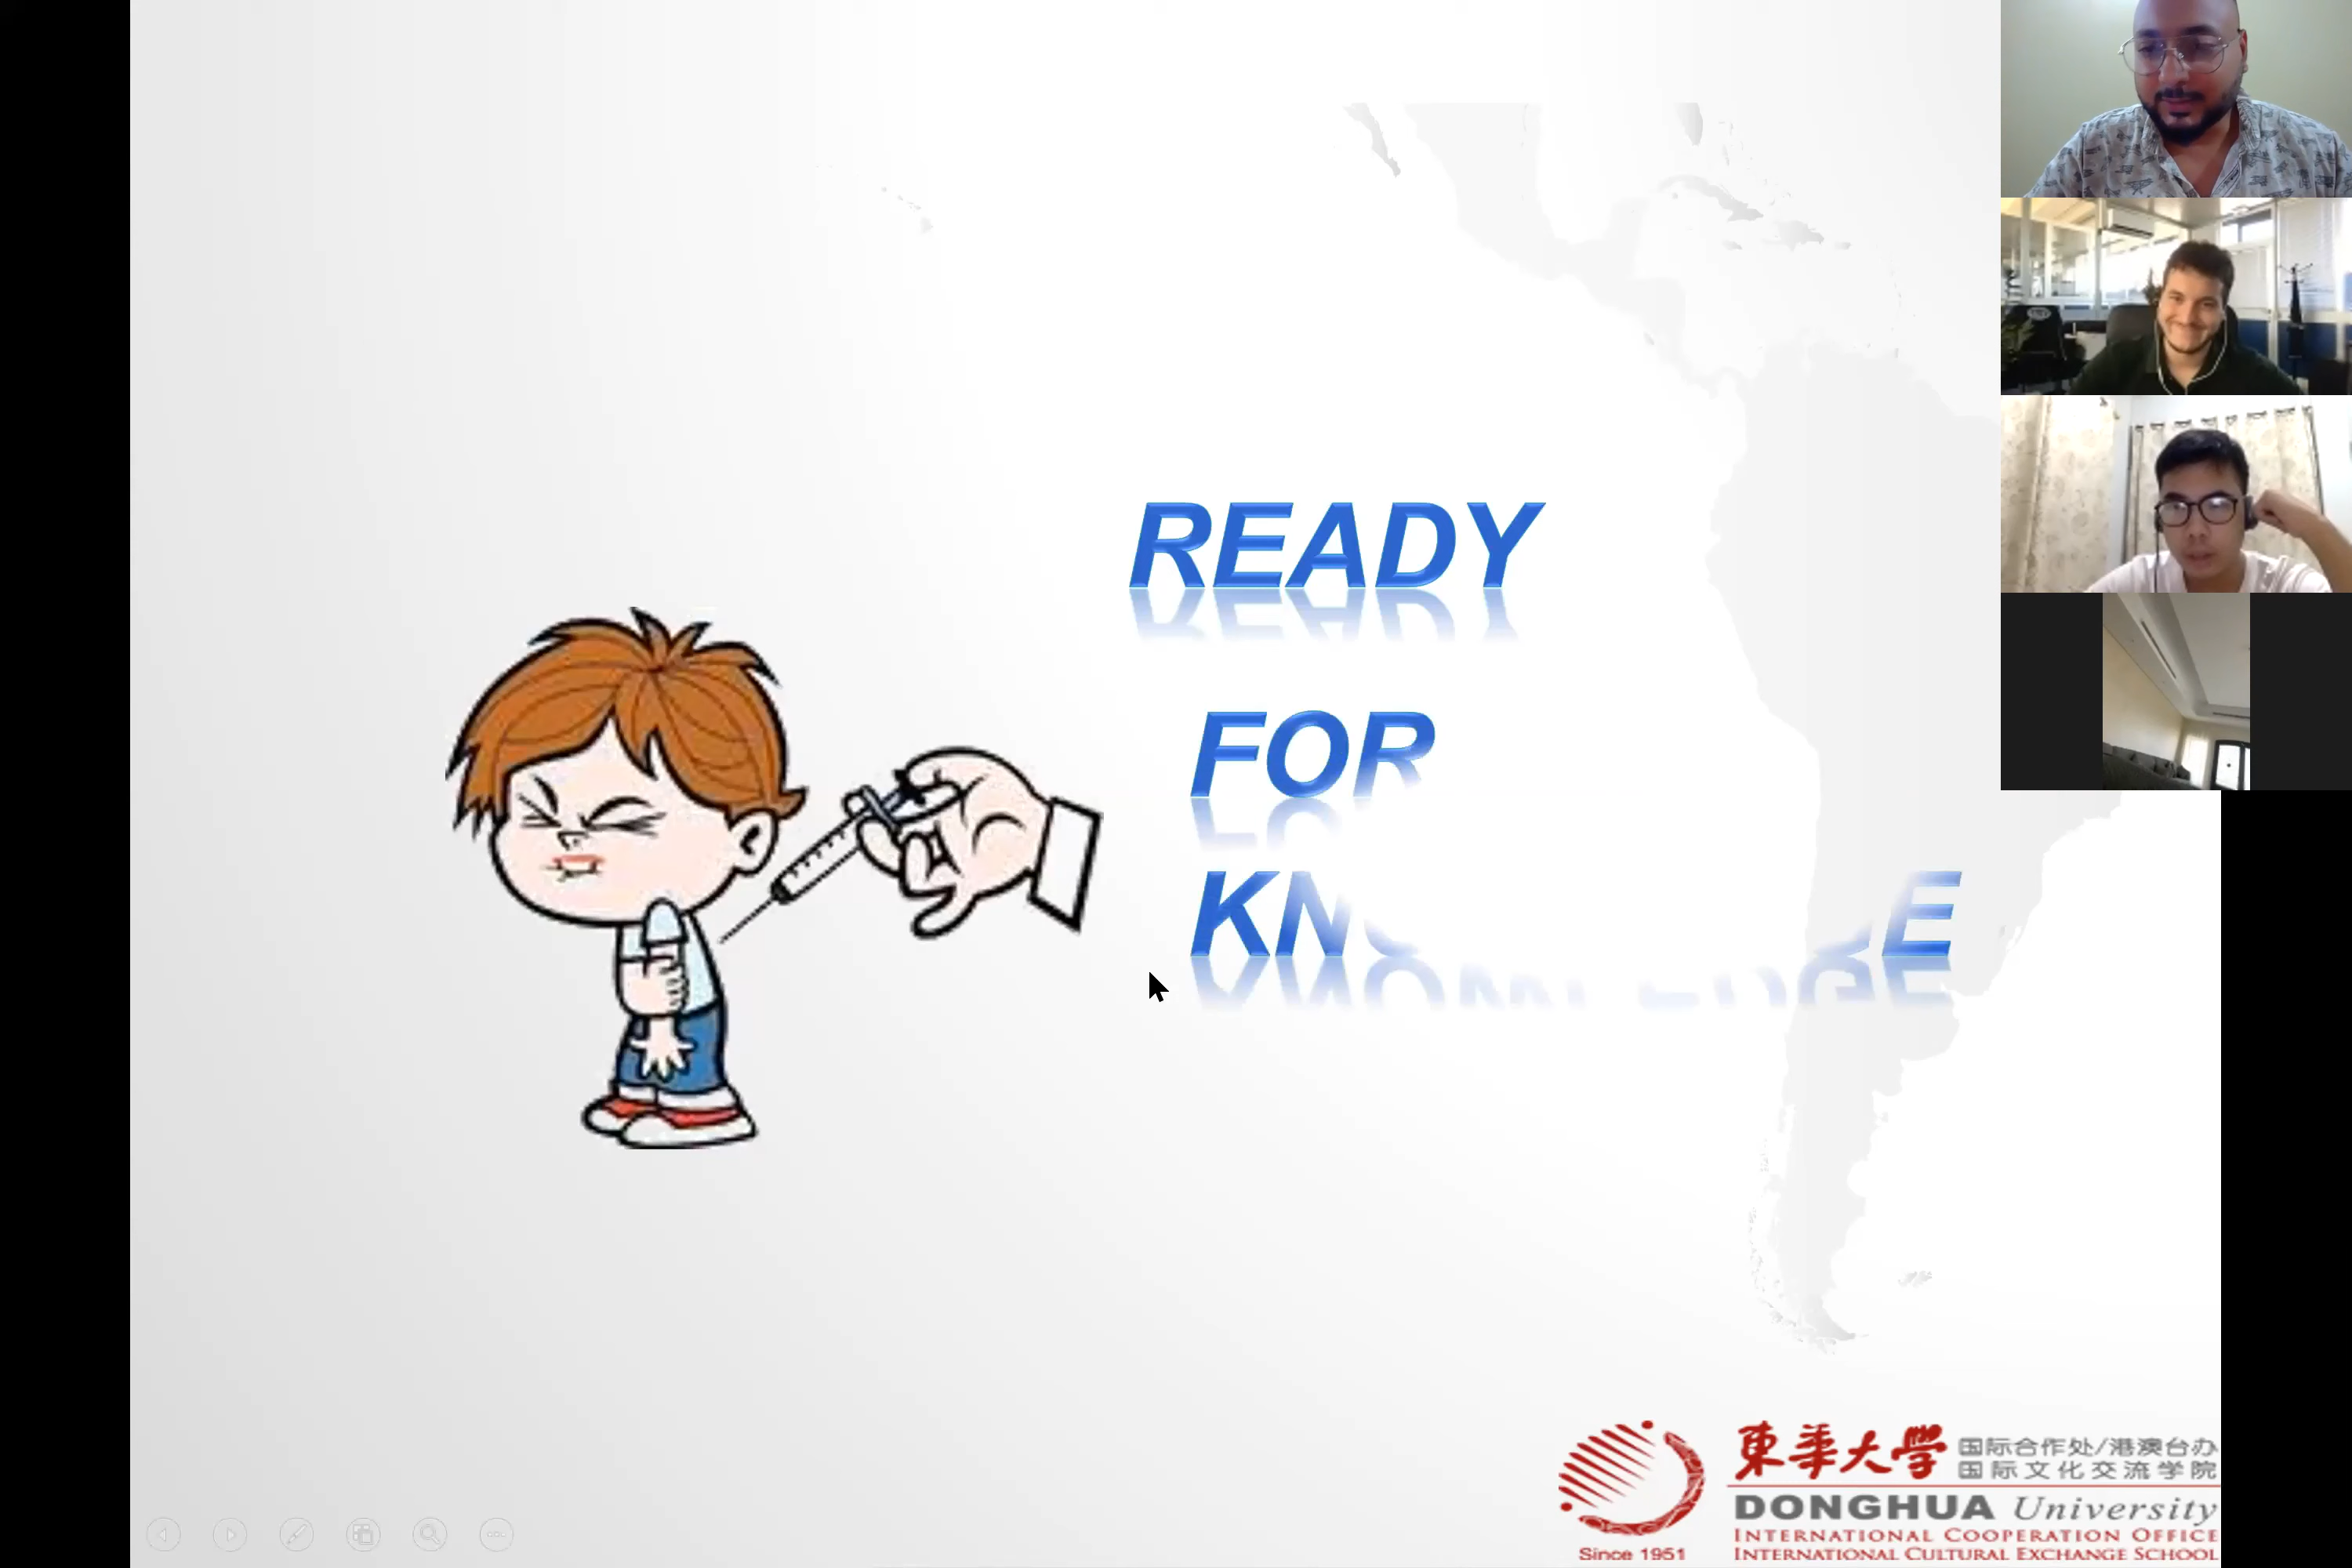 READY
FOR
KNOWLEDGE
東華大學
国际合作处/港澳台办
国际文化交流学院
DONGHUA University
INTERNATIONAL COOPERATION OFFICE
INTERNATIONAL CULTURAL EXCHANGE SCHOOL
Since 1951